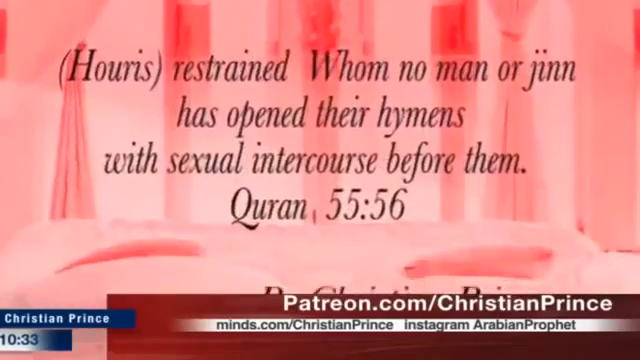 (Houris) restrained Whom no man or jinn
has opened their hymens
with sexual intercourse before them.
Quran 55:56
Patreon.com/ChristianPrince
Christian Prince
minds.com/ChristianPrince instagram ArabianProphet
10:33